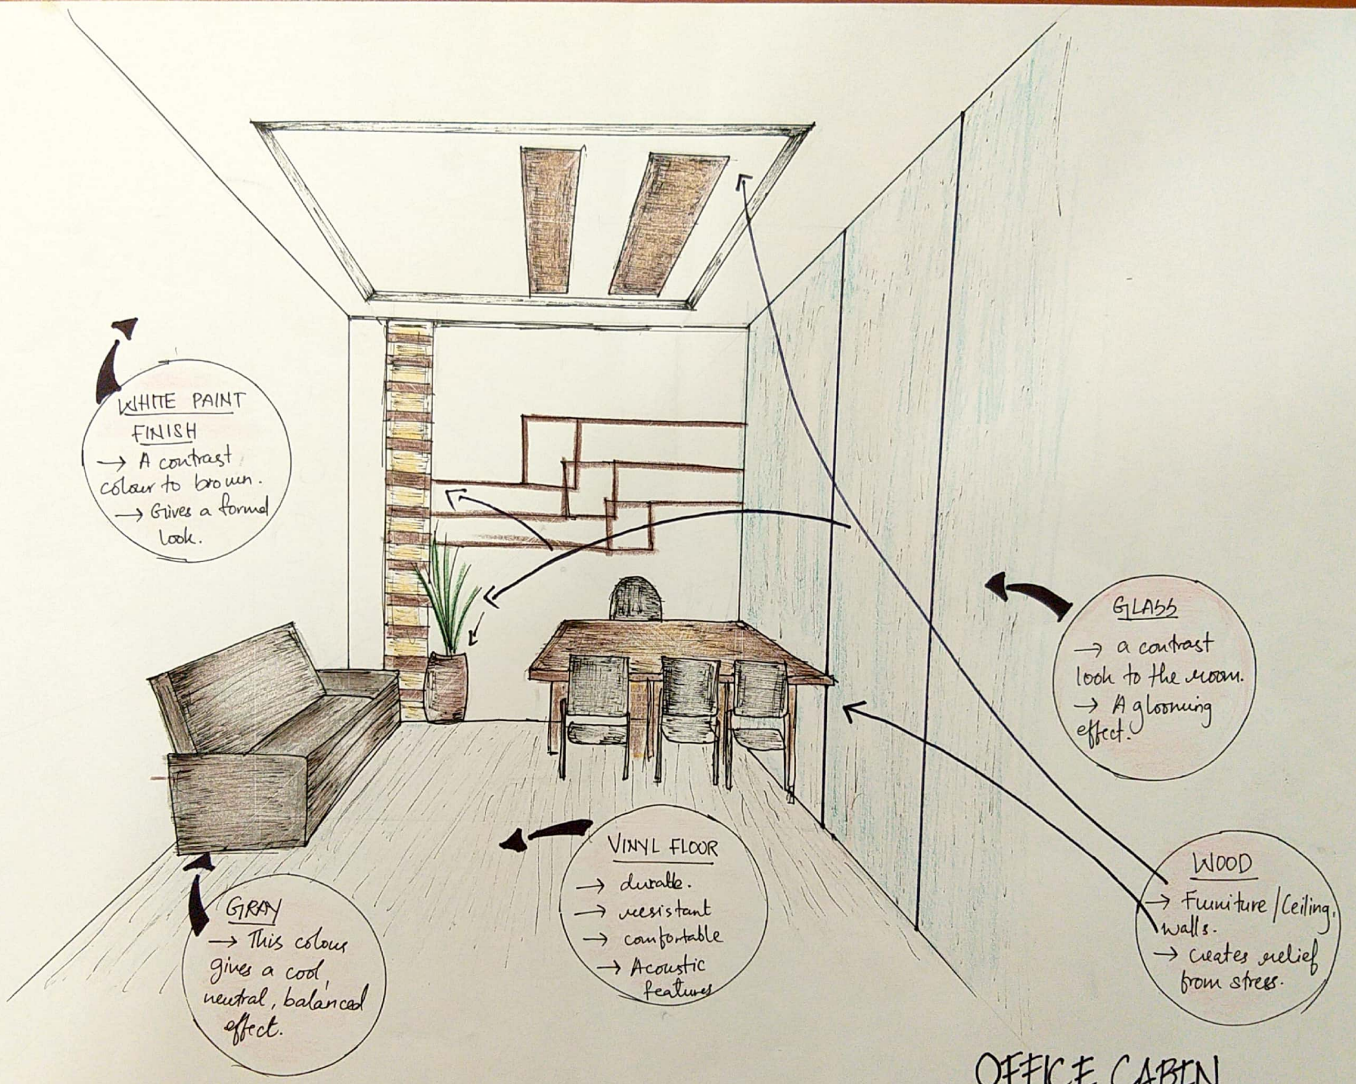 WHITE PAINT
FINISH
→ A contrast
colour to brown.
→ Gives a formal
look.
GLASS
→ a contrast
look to the room.
→ A glooming
effect.
VINYL FLOOR
→ durable.
→ resistant
→ comfortable
→ Acoustic
features
WOOD
→ Furniture/Ceiling,
walls.
→ creates relief
from stress.
GRAY
→ This colour
gives a cool,
neutral, balanced
effect.
OFFICE CABIN